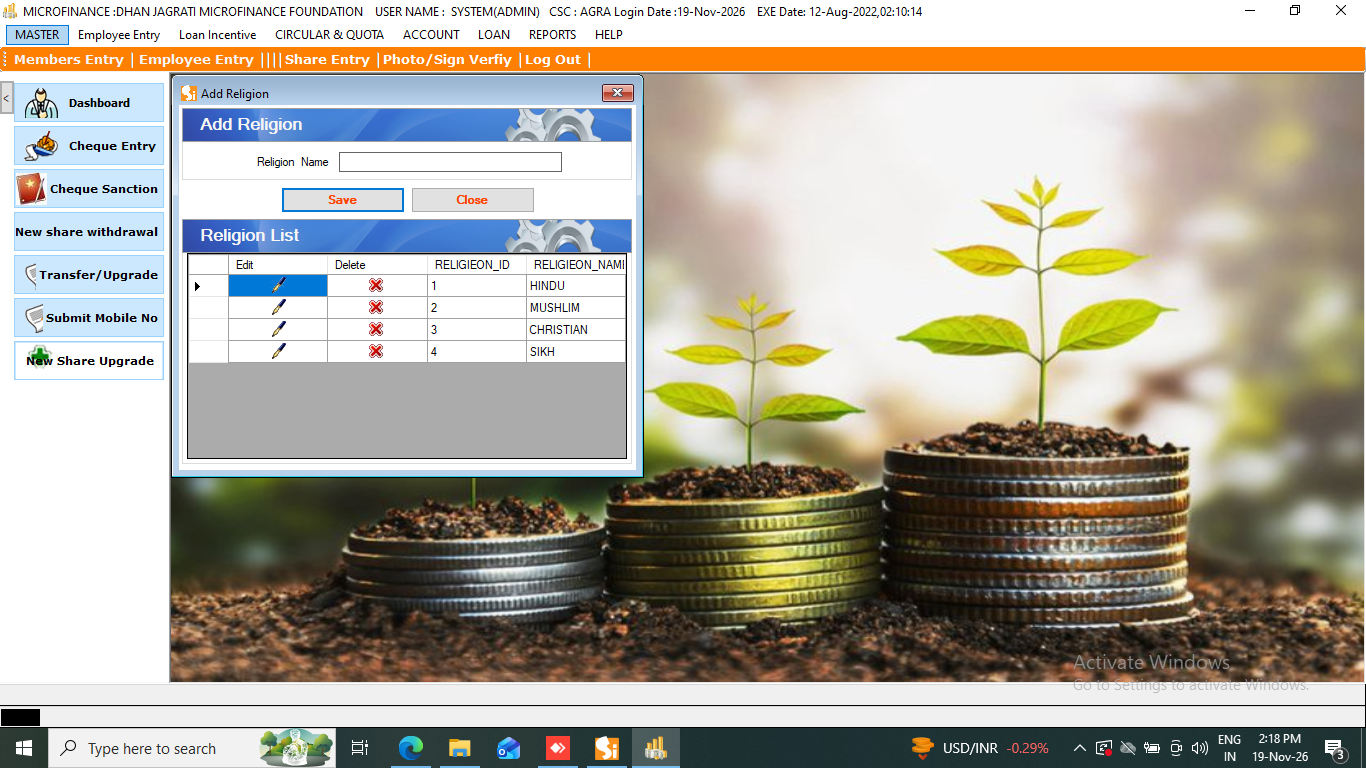 MICROFINANCE :DHAN JAGRATI MICROFINANCE FOUNDATION USER NAME : SYSTEM(ADMIN) CSC : AGRA Login Date :19-Nov-2026 EXE Date: 12-Aug-2022,02:10:14
MASTER Employee Entry Loan Incentive CIRCULAR & QUOTA ACCOUNT LOAN REPORTS HELP
Members Entry | Employee Entry ||||Share Entry |Photo/Sign Verfiy |Log Out |
<
Dashboard
Cheque Entry
Cheque Sanction
New share withdrawal
Transfer/Upgrade
Submit Mobile No
New Share Upgrade
Add Religion
Add Religion
Religion Name
Save Close
Religion List
Edit Delete RELIGIEON_ID RELIGIEON_NAMI
1 HINDU
2 MUSHLIM
3 CHRISTIAN
4 SIKH
Activate Windows
Go to Settings to activate Windows.
Type here to search
USD/INR -0.29%
ENG
IN
2:18 PM
19-Nov-26
3